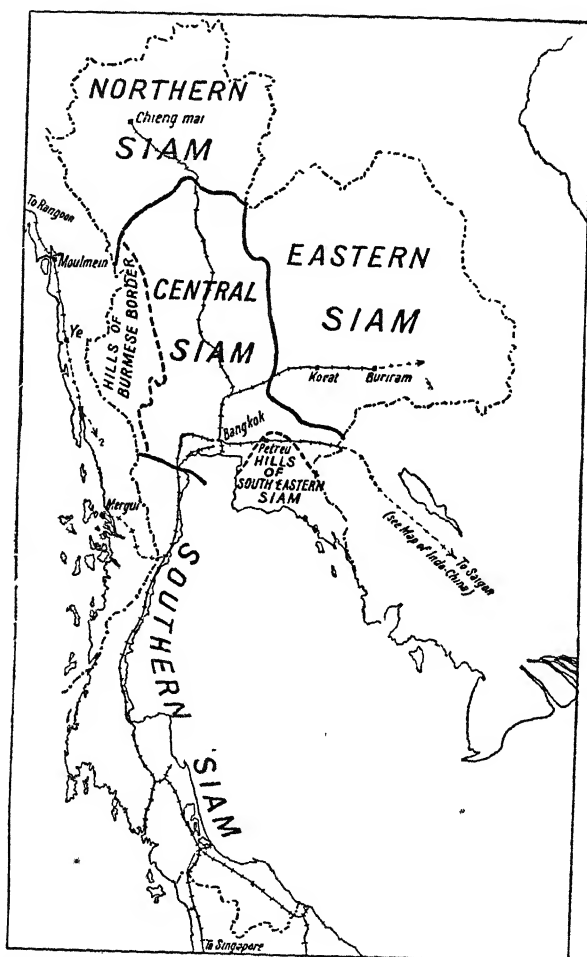 NORTHERN
Chieng mai
SIAM
To Rangoon
Moulmein
HILLS OF
BURMESE BORDER
CENTRAL
SIAM
EASTERN
SIAM
Ye
Korat
Buriram
Bangkok
Petreu
HILLS
OF
SOUTH EASTERN
SIAM
Mergui
To Saigon
(see Map of Indo-China)
SOUTHERN
SIAM
To Singapore